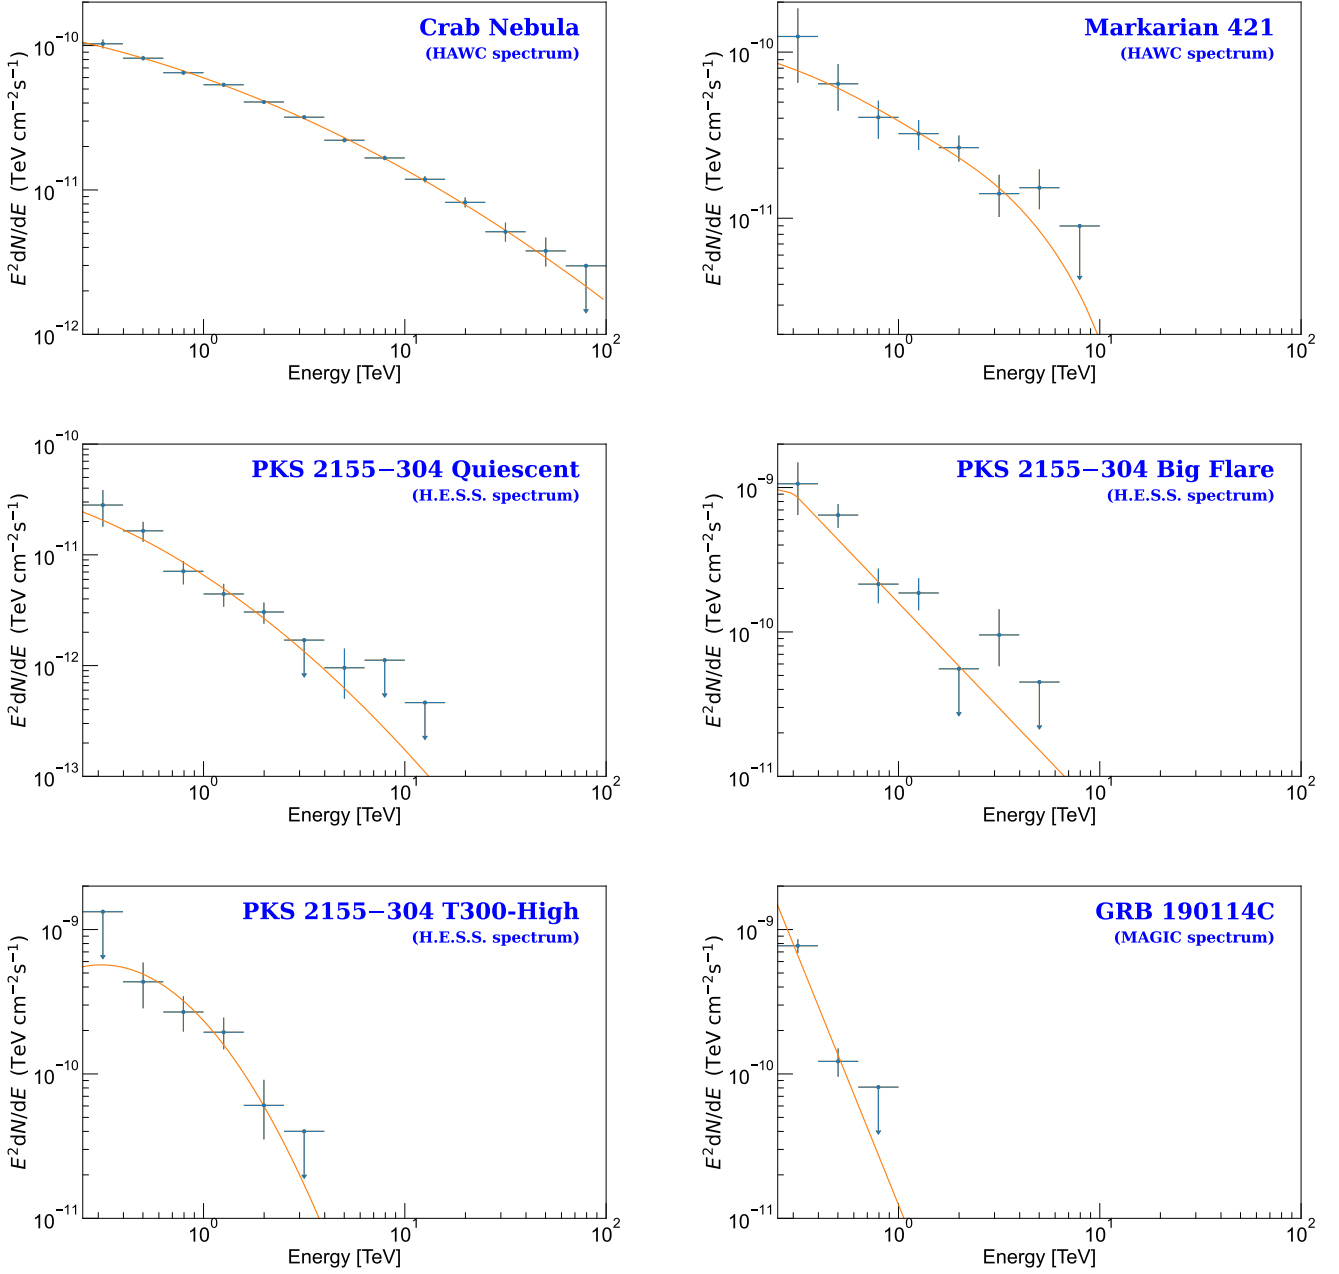 Crab Nebula
(HAWC spectrum)
E²dN/dE (TeV cm⁻²s⁻¹)
10⁻¹⁰
10⁻¹¹
10⁻¹²
10⁰ 10¹ 10²
Energy [TeV]
Markarian 421
(HAWC spectrum)
E²dN/dE (TeV cm⁻²s⁻¹)
10⁻¹⁰
10⁻¹¹
10⁰ 10¹ 10²
Energy [TeV]
PKS 2155−304 Quiescent
(H.E.S.S. spectrum)
E²dN/dE (TeV cm⁻²s⁻¹)
10⁻¹⁰
10⁻¹¹
10⁻¹²
10⁻¹³
10⁰ 10¹ 10²
Energy [TeV]
PKS 2155−304 Big Flare
(H.E.S.S. spectrum)
E²dN/dE (TeV cm⁻²s⁻¹)
10⁻⁹
10⁻¹⁰
10⁻¹¹
10⁰ 10¹ 10²
Energy [TeV]
PKS 2155−304 T300-High
(H.E.S.S. spectrum)
E²dN/dE (TeV cm⁻²s⁻¹)
10⁻⁹
10⁻¹⁰
10⁻¹¹
10⁰ 10¹ 10²
Energy [TeV]
GRB 190114C
(MAGIC spectrum)
E²dN/dE (TeV cm⁻²s⁻¹)
10⁻⁹
10⁻¹⁰
10⁻¹¹
10⁰ 10¹ 10²
Energy [TeV]